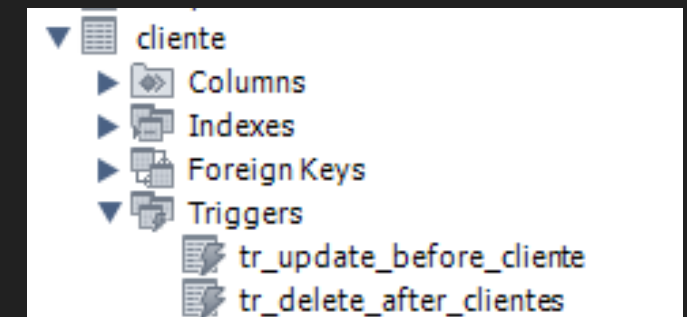 cliente
Columns
Indexes
Foreign Keys
Triggers
tr_update_before_cliente
tr_delete_after_clientes